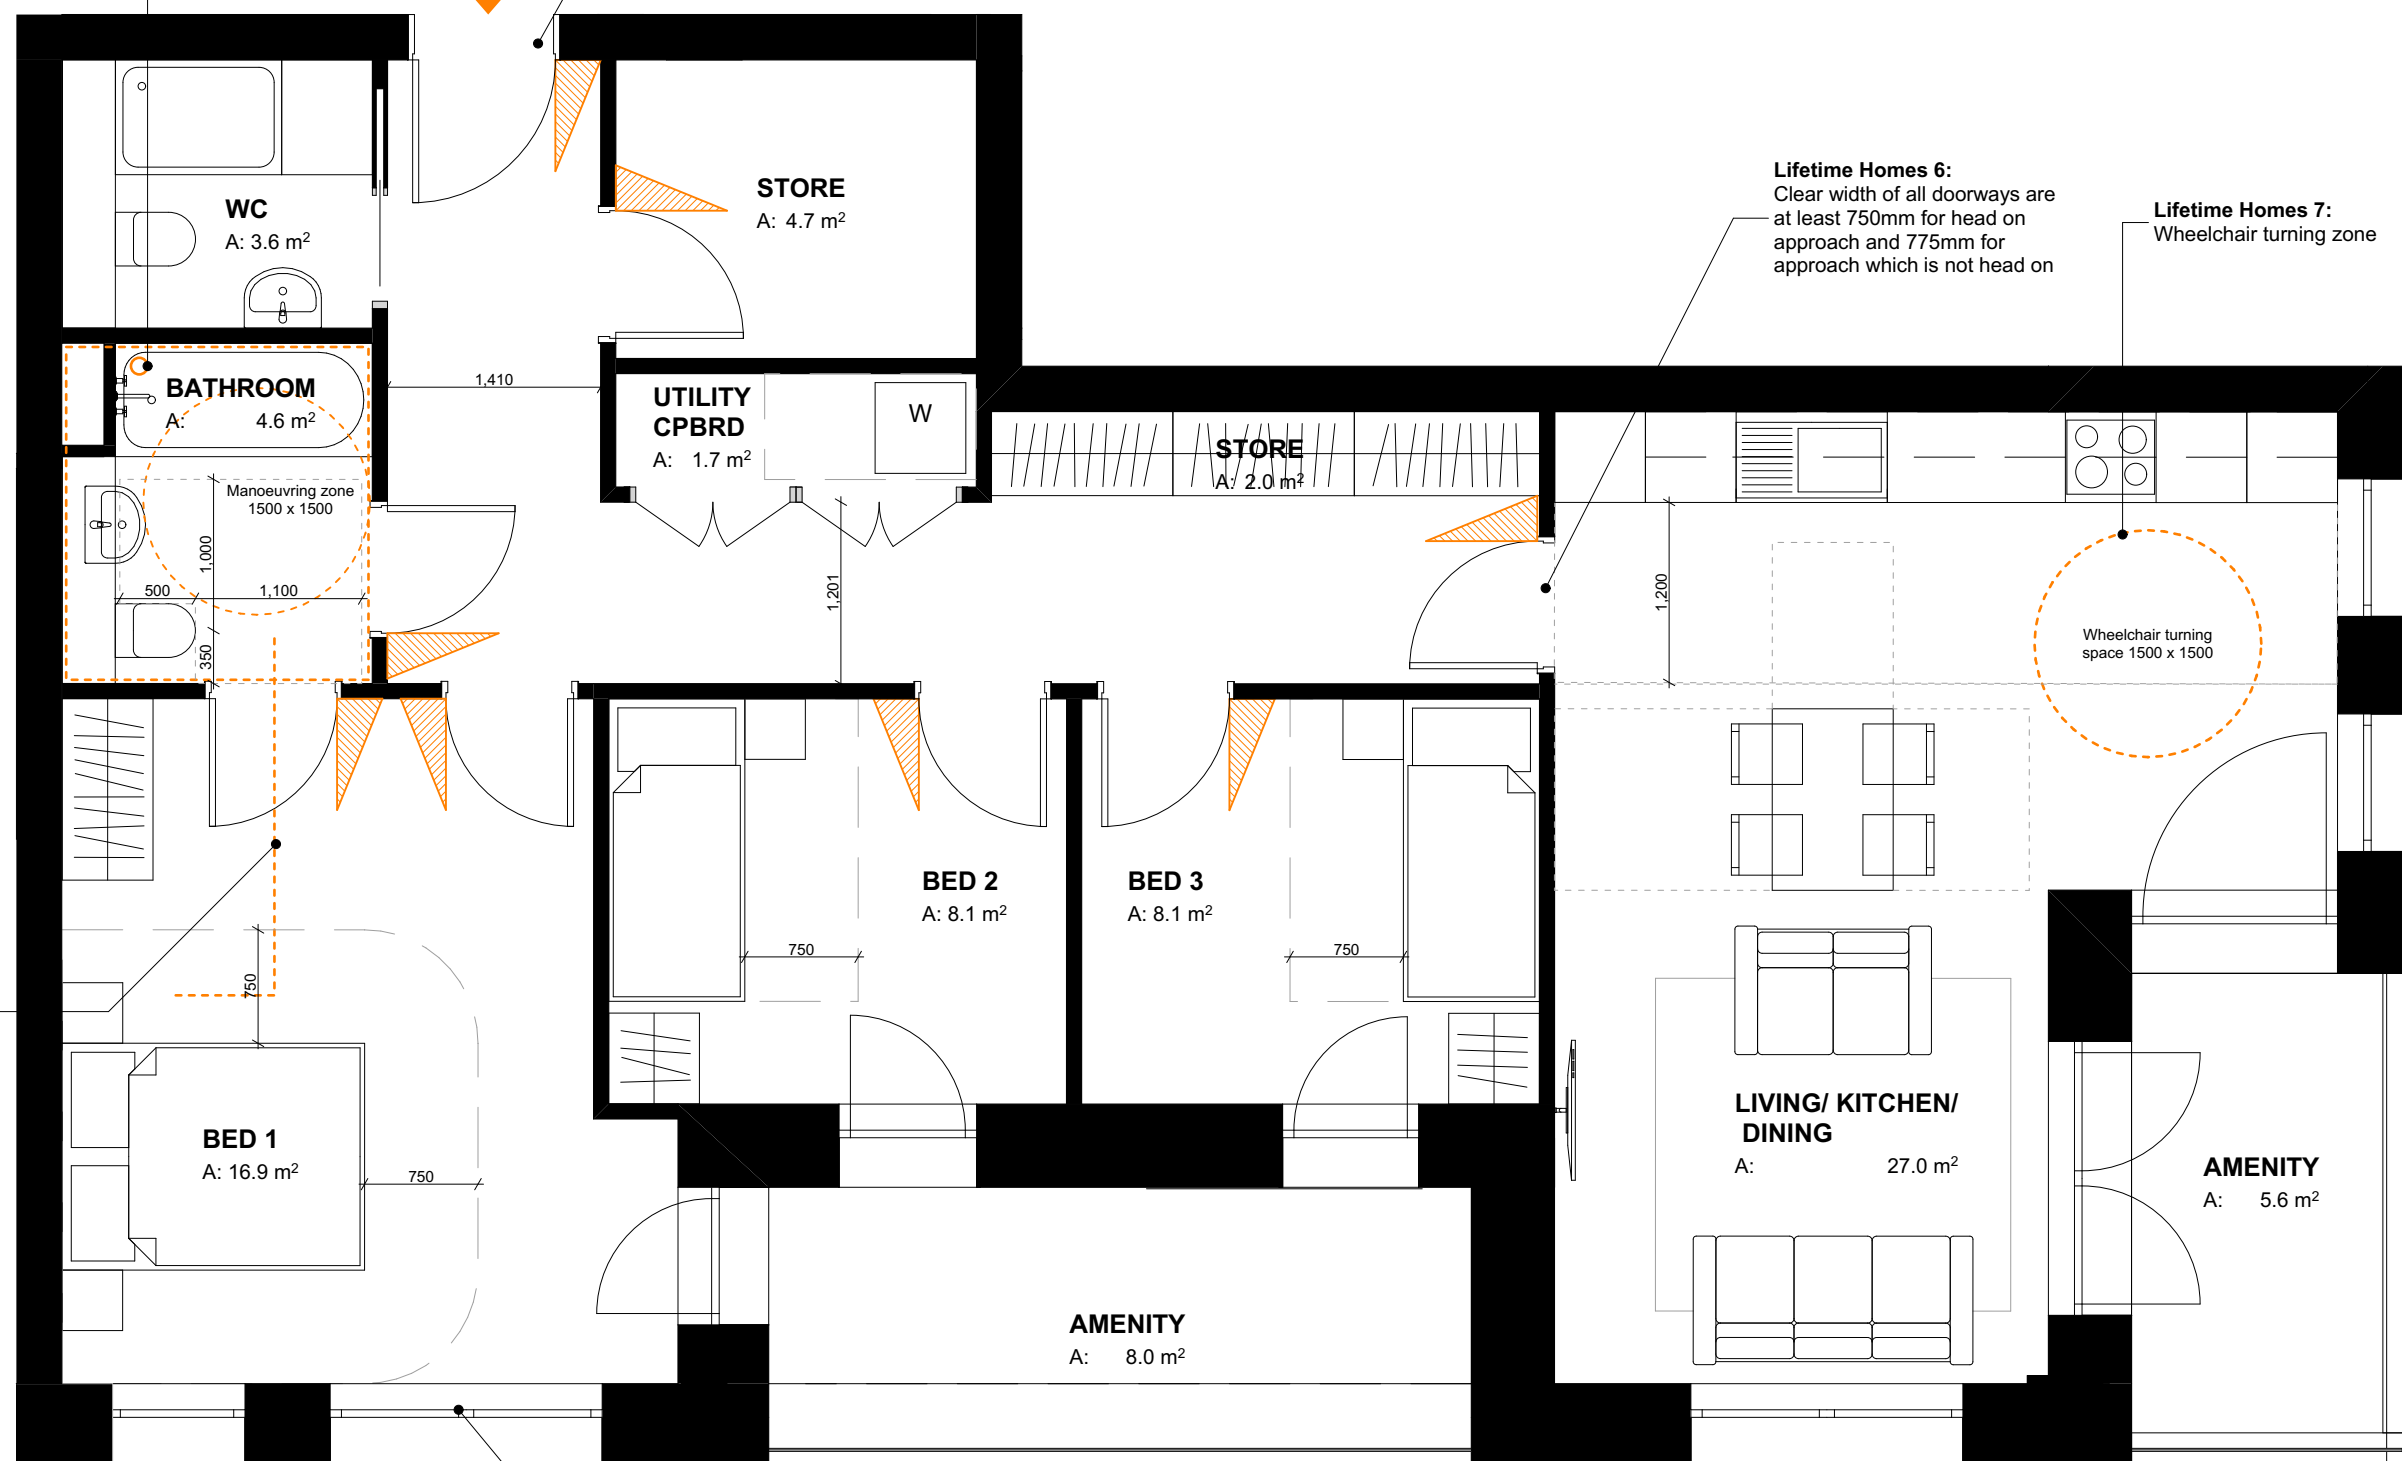 Lifetime Homes 6:
Clear width of all doorways are
at least 750mm for head on
approach and 775mm for
approach which is not head on
Lifetime Homes 7:
Wheelchair turning zone
WC
A: 3.6 m²
STORE
A: 4.7 m²
BATHROOM
A: 4.6 m²
1,410
UTILITY
CPBRD
A: 1.7 m²
W
STORE
A: 2.0 m²
Manoeuvring zone
1500 x 1500
1,000
500
1,100
350
1,201
1,200
Wheelchair turning
space 1500 x 1500
BED 2
A: 8.1 m²
750
BED 3
A: 8.1 m²
750
750
BED 1
A: 16.9 m²
750
LIVING/ KITCHEN/
DINING
A: 27.0 m²
AMENITY
A: 5.6 m²
AMENITY
A: 8.0 m²